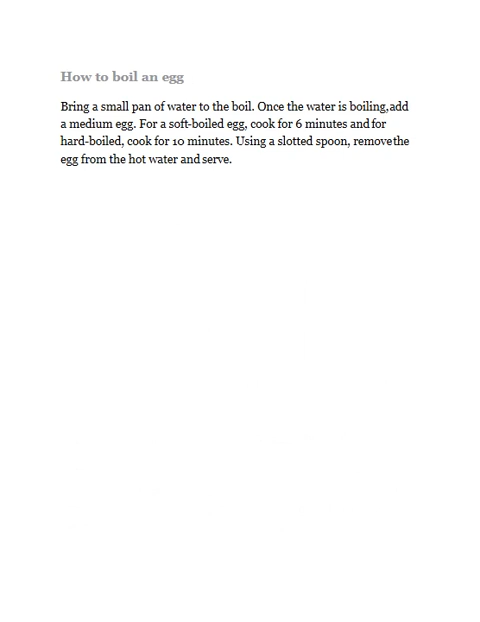 How to boil an egg
Bring a small pan of water to the boil. Once the water is boiling,add
a medium egg. For a soft-boiled egg, cook for 6 minutes and for
hard-boiled, cook for 10 minutes. Using a slotted spoon, remove the
egg from the hot water and serve.